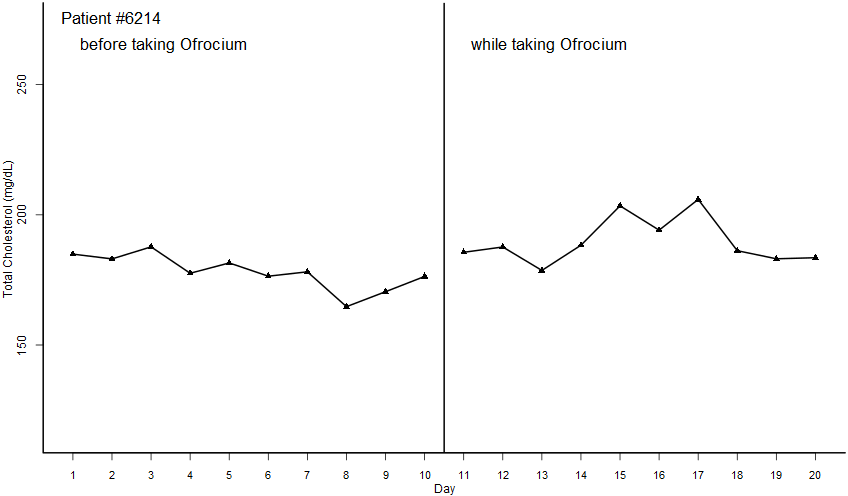 Patient #6214
before taking Ofrocium
while taking Ofrocium
Total Cholesterol (mg/dL)
250
200
150
1 2 3 4 5 6 7 8 9 10 11 12 13 14 15 16 17 18 19 20
Day